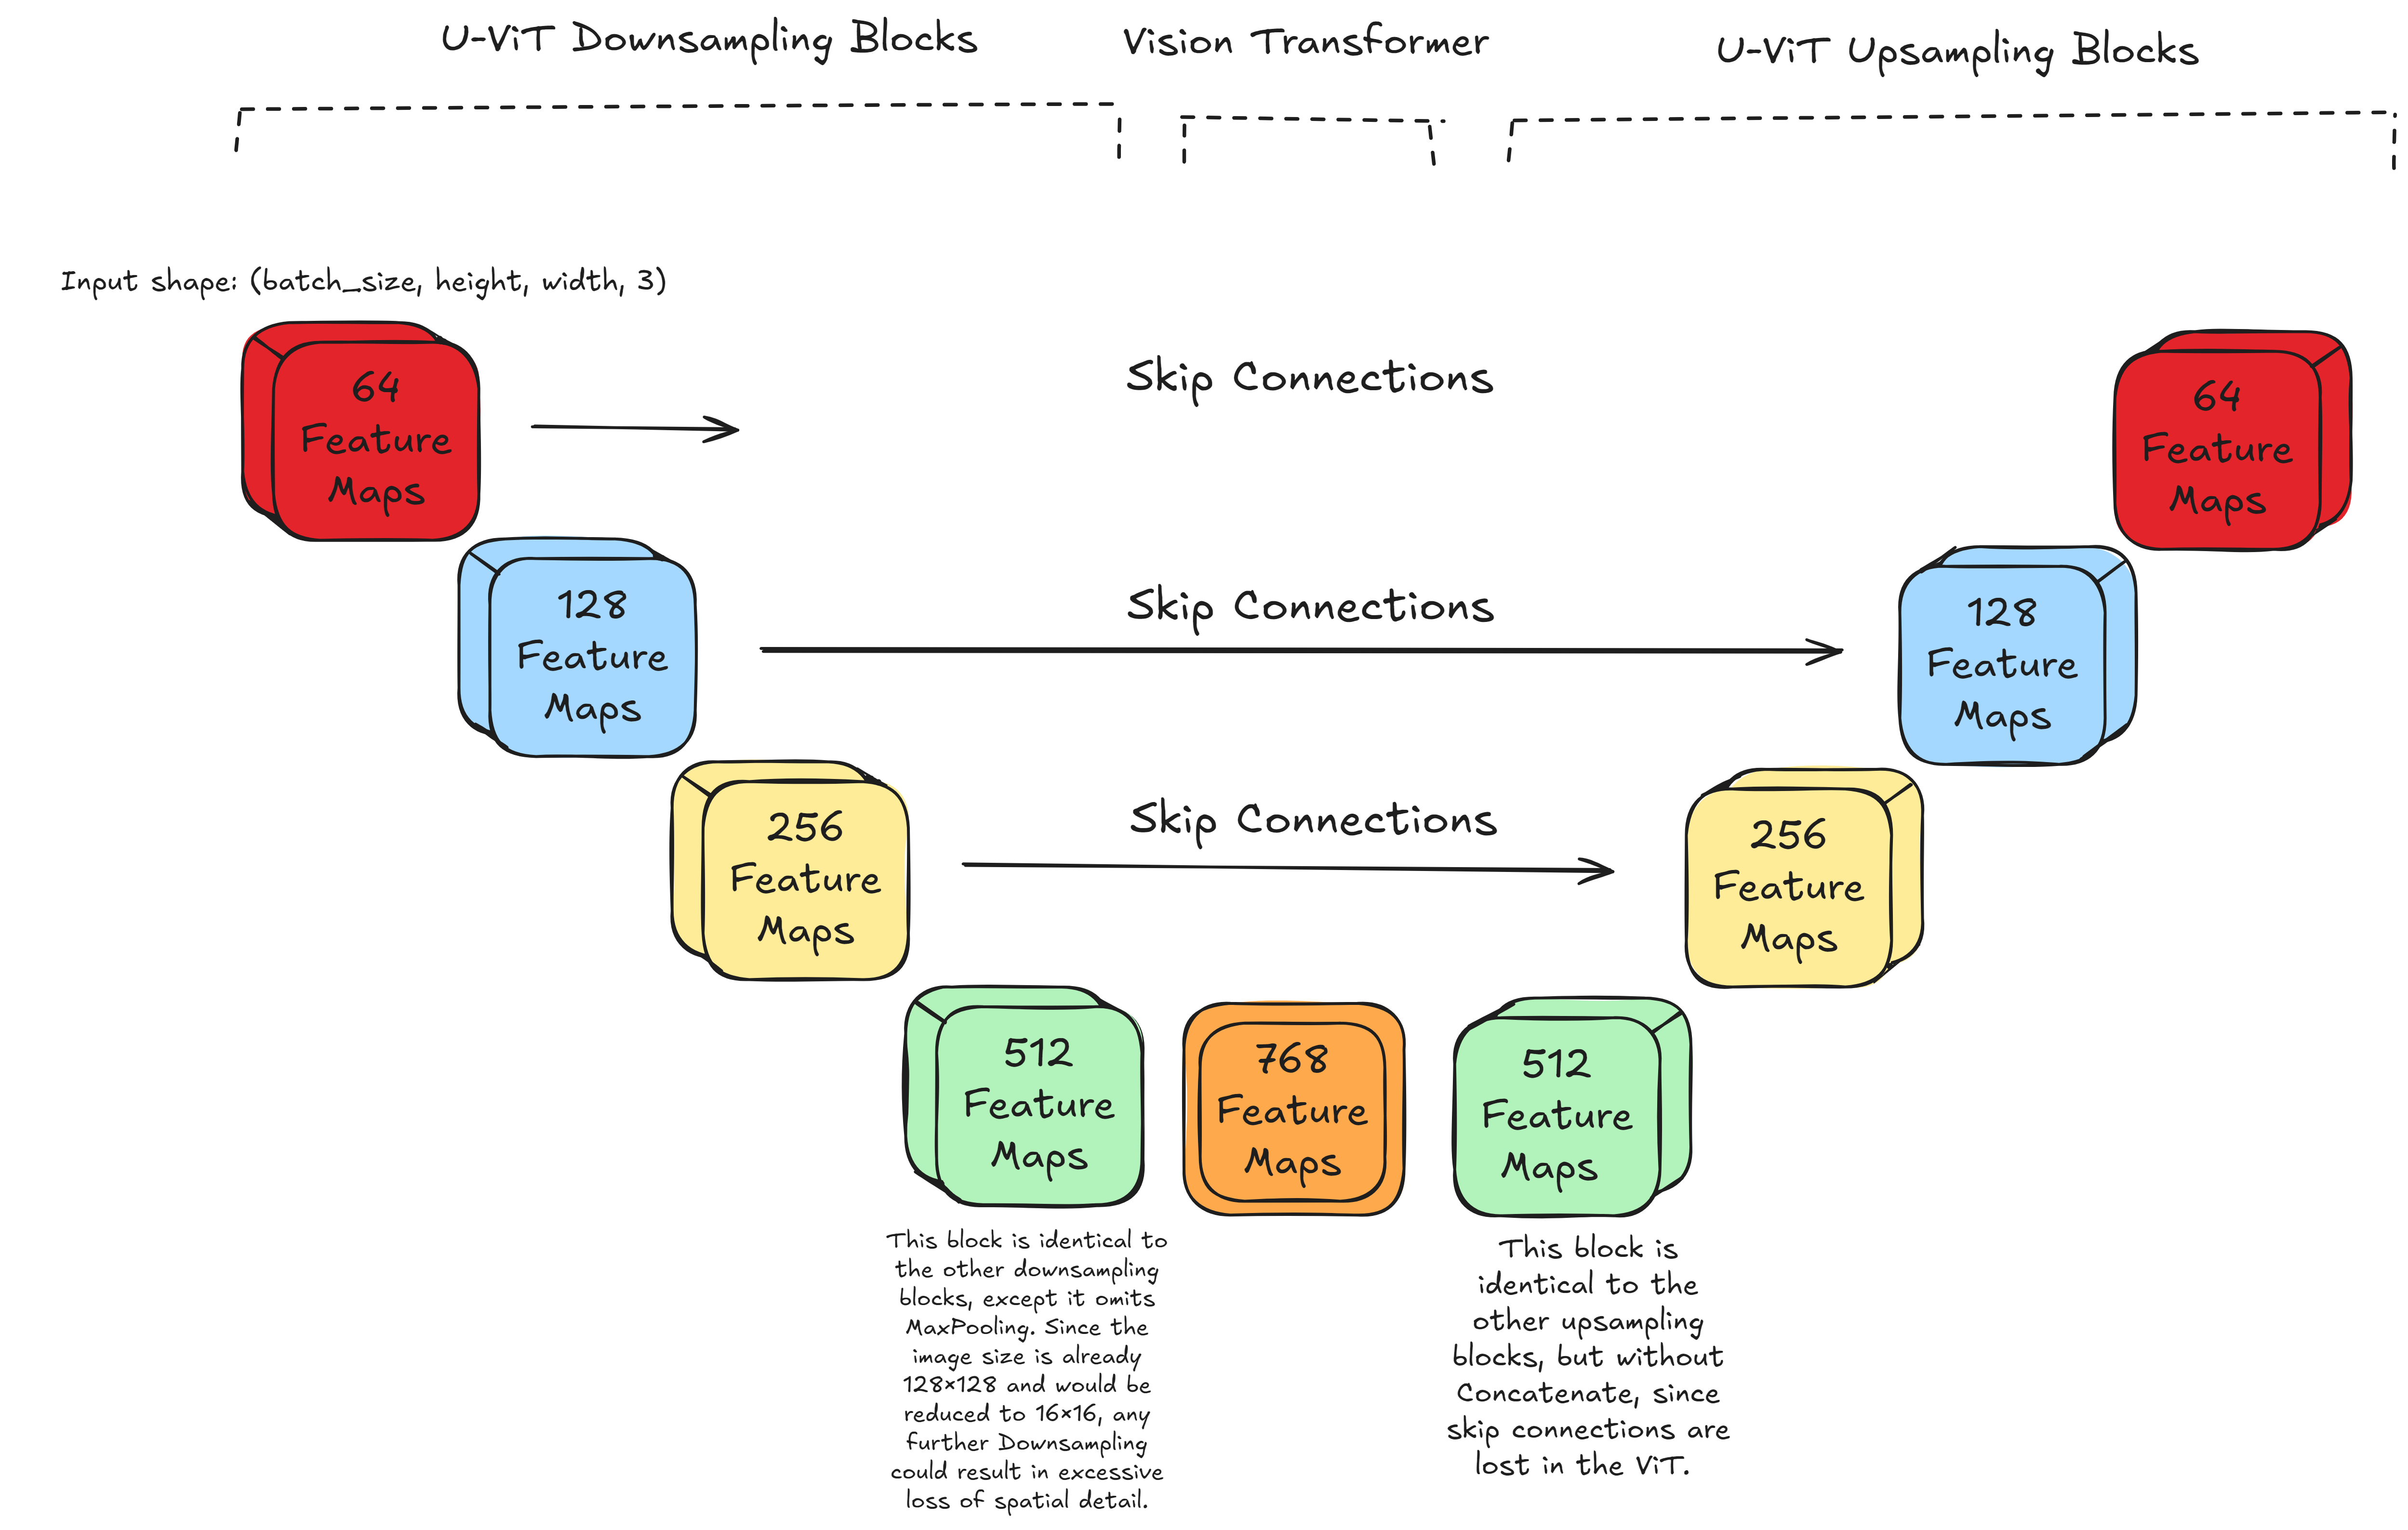 U-ViT Downsampling Blocks
Vision Transformer
U-ViT Upsampling Blocks
Input shape: (batch_size, height, width, 3)
64
Feature
Maps
Skip Connections
64
Feature
Maps
128
Feature
Maps
Skip Connections
128
Feature
Maps
256
Feature
Maps
Skip Connections
256
Feature
Maps
512
Feature
Maps
768
Feature
Maps
512
Feature
Maps
This block is identical to
the other downsampling
blocks, except it omits
MaxPooling. Since the
image size is already
128×128 and would be
reduced to 16×16, any
further Downsampling
could result in excessive
loss of spatial detail.
This block is
identical to the
other upsampling
blocks, but without
Concatenate, since
skip connections are
lost in the ViT.